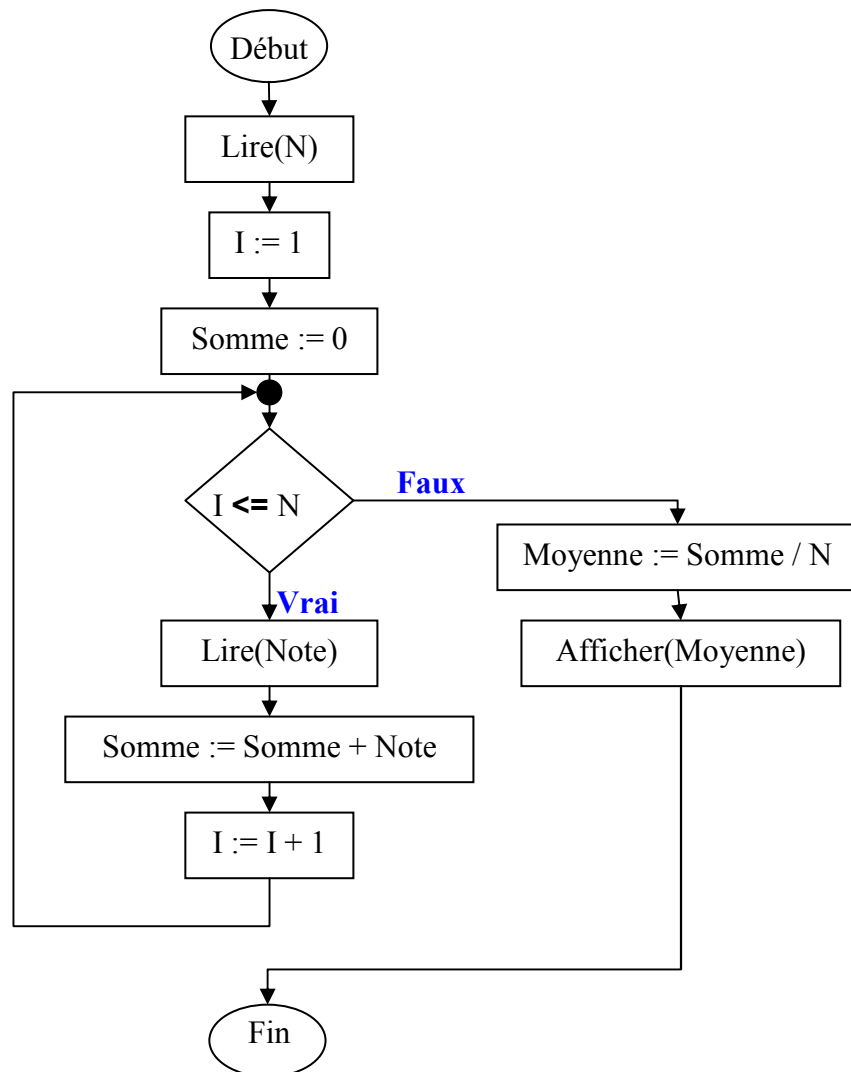 Début
Lire(N)
I := 1
Somme := 0
I <= N
Faux
Moyenne := Somme / N
Afficher(Moyenne)
Vrai
Lire(Note)
Somme := Somme + Note
I := I + 1
Fin